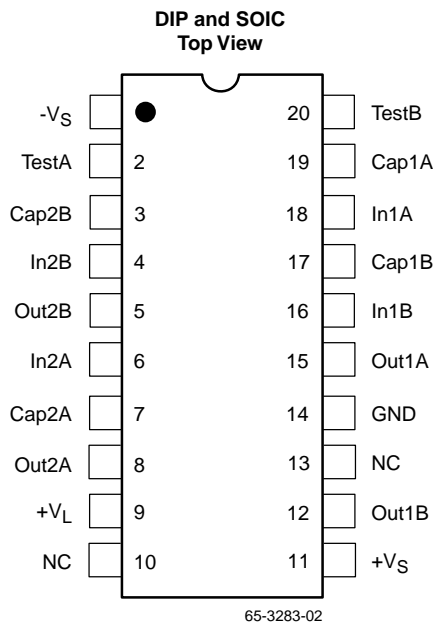 DIP and SOIC
Top View
-VS 20 TestB
TestA 2 19 Cap1A
Cap2B 3 18 In1A
In2B 4 17 Cap1B
Out2B 5 16 In1B
In2A 6 15 Out1A
Cap2A 7 14 GND
Out2A 8 13 NC
+VL 9 12 Out1B
NC 10 11 +VS
65-3283-02